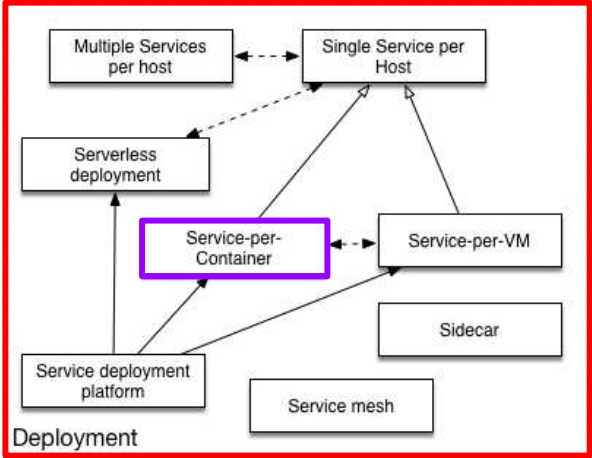 Multiple Services
per host
Single Service per
Host
Serverless
deployment
Service-per-
Container
Service-per-VM
Sidecar
Service deployment
platform
Service mesh
Deployment